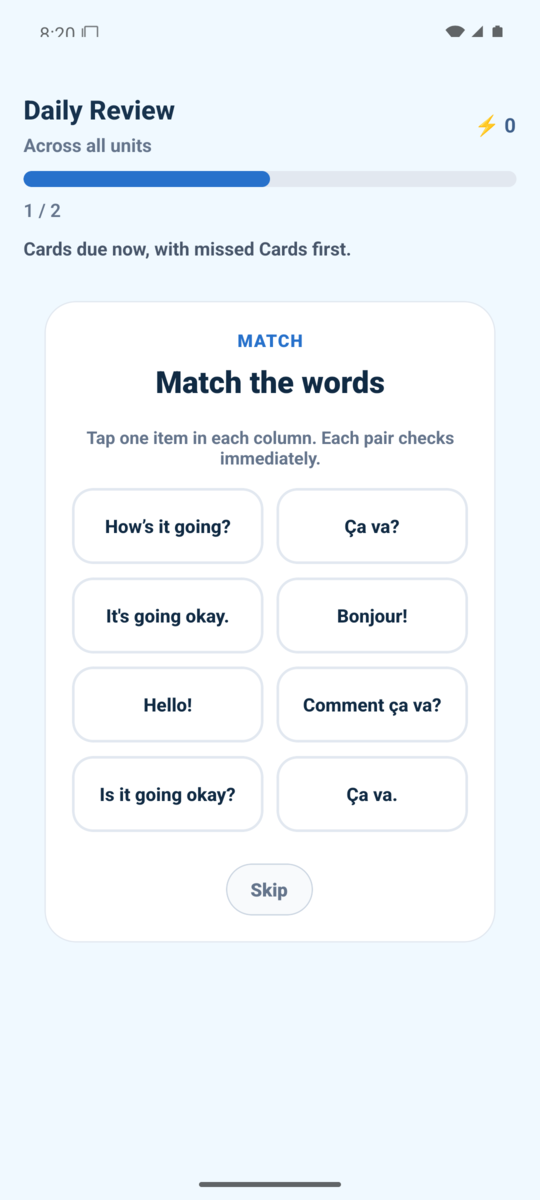 8:20
Daily Review
⚡ 0
Across all units
1 / 2
Cards due now, with missed Cards first.
MATCH
Match the words
Tap one item in each column. Each pair checks
immediately.
How’s it going?
Ça va?
It's going okay.
Bonjour!
Hello!
Comment ça va?
Is it going okay?
Ça va.
Skip